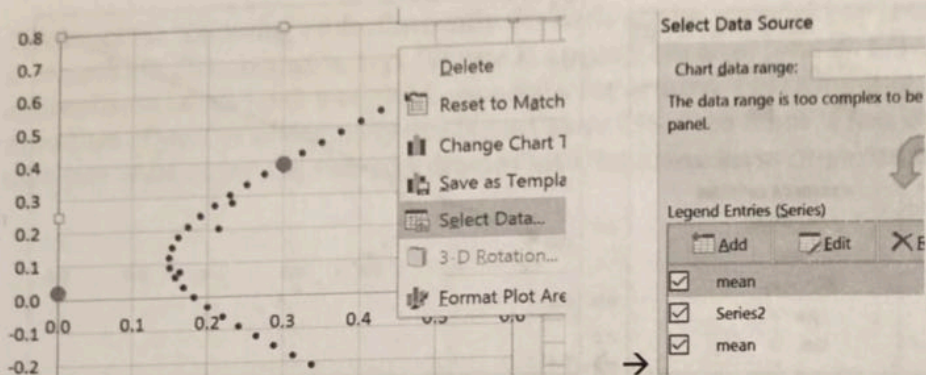 0.8
0.7
0.6
0.5
0.4
0.3
0.2
0.1
0.0
-0.1
-0.2
0.0 0.1 0.2 0.3 0.4
Delete
Reset to Match
Change Chart T
Save as Templa
Select Data...
3-D Rotation...
Format Plot Are
Select Data Source
Chart data range:
The data range is too complex to be
panel.
Legend Entries (Series)
Add Edit
mean
Series2
mean